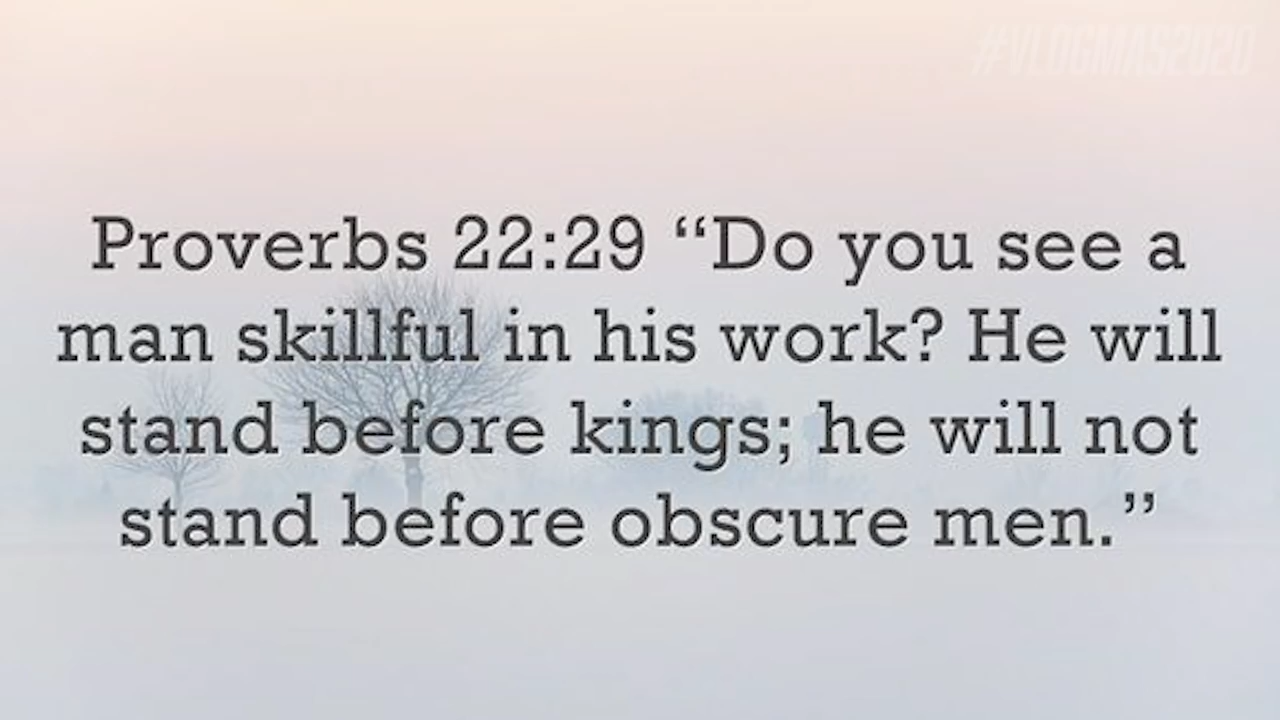 #VLOGMAS2020
Proverbs 22:29 “Do you see a
man skillful in his work? He will
stand before kings; he will not
stand before obscure men.”